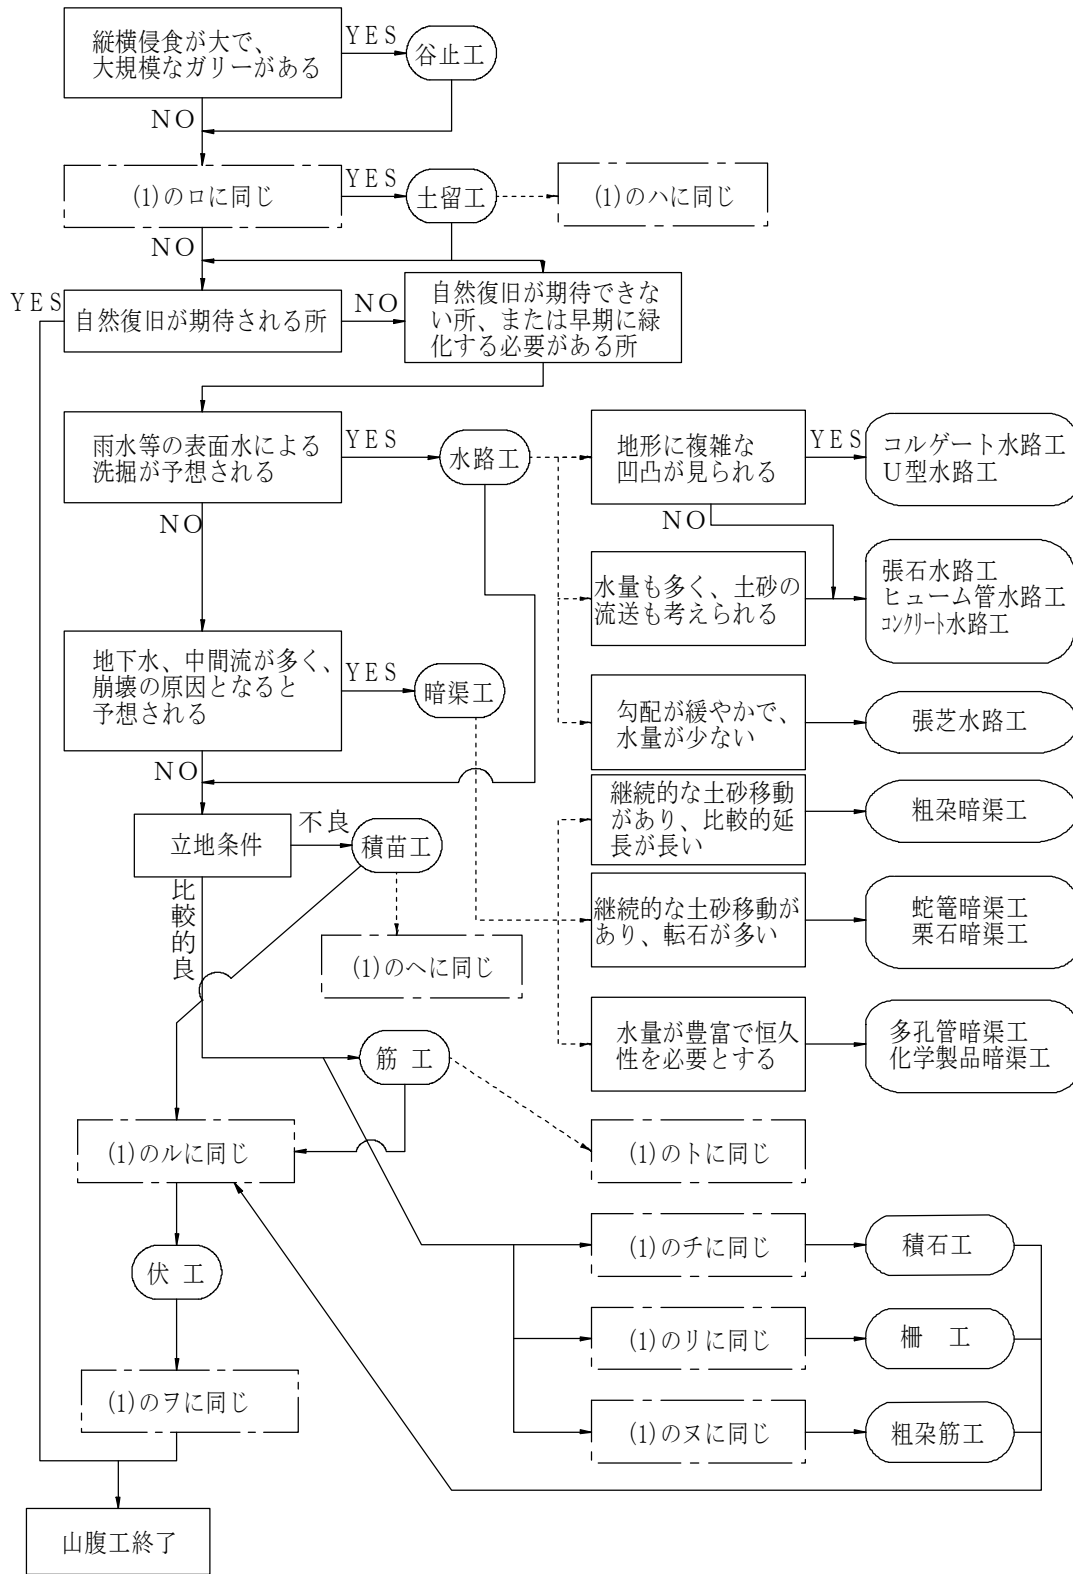 縦横侵食が大で、
大規模なガリーがある
YES
谷止工
NO
(1)のロに同じ
YES
土留工
(1)のハに同じ
NO
YES
自然復旧が期待される所
NO
自然復旧が期待できな
い所、または早期に緑
化する必要がある所
雨水等の表面水による
洗掘が予想される
YES
水路工
地形に複雑な
凹凸が見られる
YES
コルゲート水路工
U型水路工
NO
NO
水量も多く、土砂の
流送も考えられる
張石水路工
ヒューム管水路工
コンクリート水路工
地下水、中間流が多く、
崩壊の原因となると
予想される
YES
暗渠工
勾配が緩やかで、
水量が少ない
張芝水路工
NO
継続的な土砂移動
があり、比較的延
長が長い
粗朶暗渠工
立地条件
不良
積苗工
比較的良
継続的な土砂移動が
あり、転石が多い
蛇篭暗渠工
栗石暗渠工
(1)のヘに同じ
水量が豊富で恒久
性を必要とする
多孔管暗渠工
化学製品暗渠工
筋 工
(1)のルに同じ
(1)のトに同じ
(1)のチに同じ
積石工
伏 工
(1)のリに同じ
柵 工
(1)のヲに同じ
(1)のヌに同じ
粗朶筋工
山腹工終了